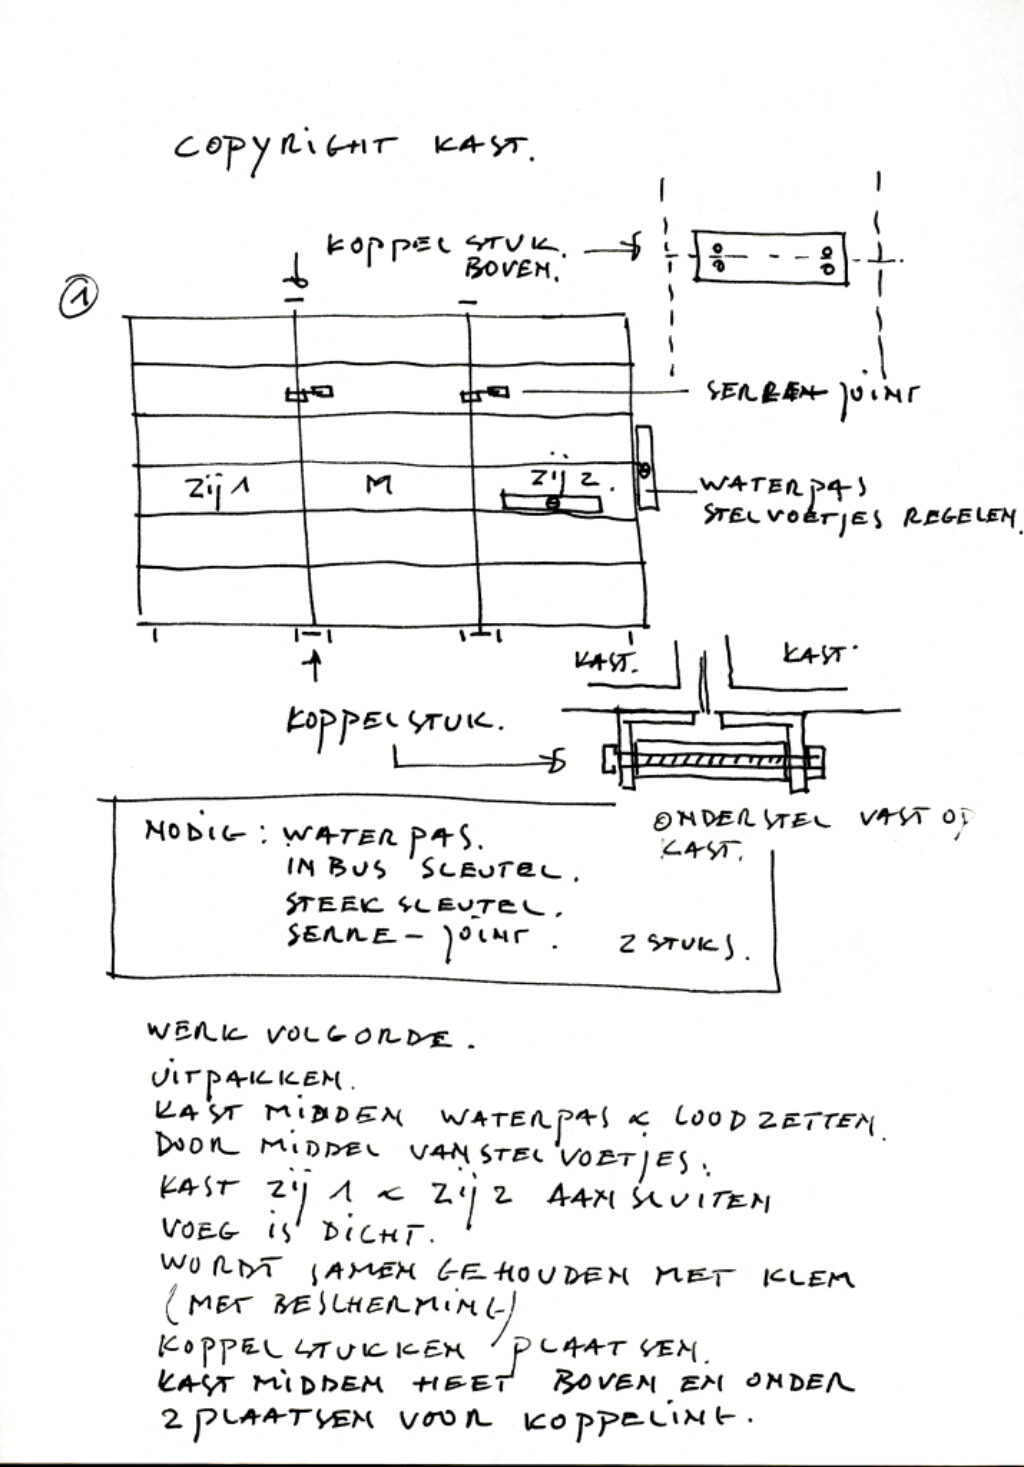 COPYRIGHT KAST.
KOPPELSTUK.
BOVEN.
1
SERREN JOINT
ZIJ 1
M
ZIJ 2.
WATERPAS
STELVOETJES REGELEN.
KAST.
KAST.
KOPPELSTUK.
ONDERSTEL VAST OP
KAST.
NODIG: WATERPAS.
INBUS SLEUTEL.
STEEK SLEUTEL.
SERRE-JOINT. 2 STUKS.
WERK VOLGORDE.
UITPAKKEN.
KAST MIDDEN WATERPAS & LOODZETTEN.
DOOR MIDDEL VAN STELVOETJES.
KAST ZIJ 1 & ZIJ 2 AANSLUITEN
VOEG IS DICHT.
WORDT SAMEN GEHOUDEN MET KLEM
(MET BESCHERMING)
KOPPELSTUKKEN PLAATSEN.
KAST MIDDEN HEET BOVEN EN ONDER
2 PLAATSEN VOOR KOPPELING.